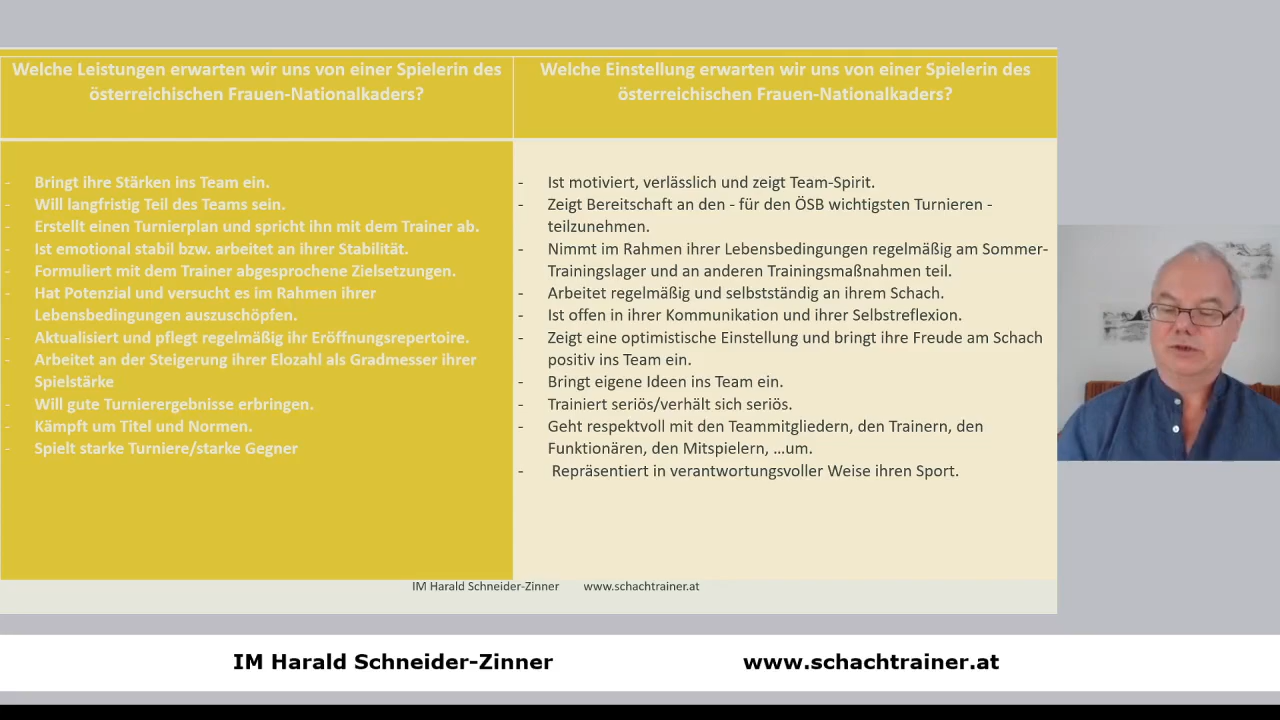 Welche Leistungen erwarten wir uns von einer Spielerin des
österreichischen Frauen-Nationalkaders?
- Bringt ihre Stärken ins Team ein.
- Will langfristig Teil des Teams sein.
- Erstellt einen Turnierplan und spricht ihn mit dem Trainer ab.
- Ist emotional stabil bzw. arbeitet an ihrer Stabilität.
- Formuliert mit dem Trainer abgesprochene Zielsetzungen.
- Hat Potenzial und versucht es im Rahmen ihrer
Lebensbedingungen auszuschöpfen.
- Aktualisiert und pflegt regelmäßig ihr Eröffnungsrepertoire.
- Arbeitet an der Steigerung ihrer Elozahl als Gradmesser ihrer
Spielstärke
- Will gute Turnierergebnisse erbringen.
- Kämpft um Titel und Normen.
- Spielt starke Turniere/starke Gegner
Welche Einstellung erwarten wir uns von einer Spielerin des
österreichischen Frauen-Nationalkaders?
- Ist motiviert, verlässlich und zeigt Team-Spirit.
- Zeigt Bereitschaft an den - für den ÖSB wichtigsten Turnieren -
teilzunehmen.
- Nimmt im Rahmen ihrer Lebensbedingungen regelmäßig am Sommer-
Trainingslager und an anderen Trainingsmaßnahmen teil.
- Arbeitet regelmäßig und selbstständig an ihrem Schach.
- Ist offen in ihrer Kommunikation und ihrer Selbstreflexion.
- Zeigt eine optimistische Einstellung und bringt ihre Freude am Schach
positiv ins Team ein.
- Bringt eigene Ideen ins Team ein.
- Trainiert seriös/verhält sich seriös.
- Geht respektvoll mit den Teammitgliedern, den Trainern, den
Funktionären, den Mitspielern, …um.
- Repräsentiert in verantwortungsvoller Weise ihren Sport.
IM Harald Schneider-Zinner www.schachtrainer.at
IM Harald Schneider-Zinner www.schachtrainer.at